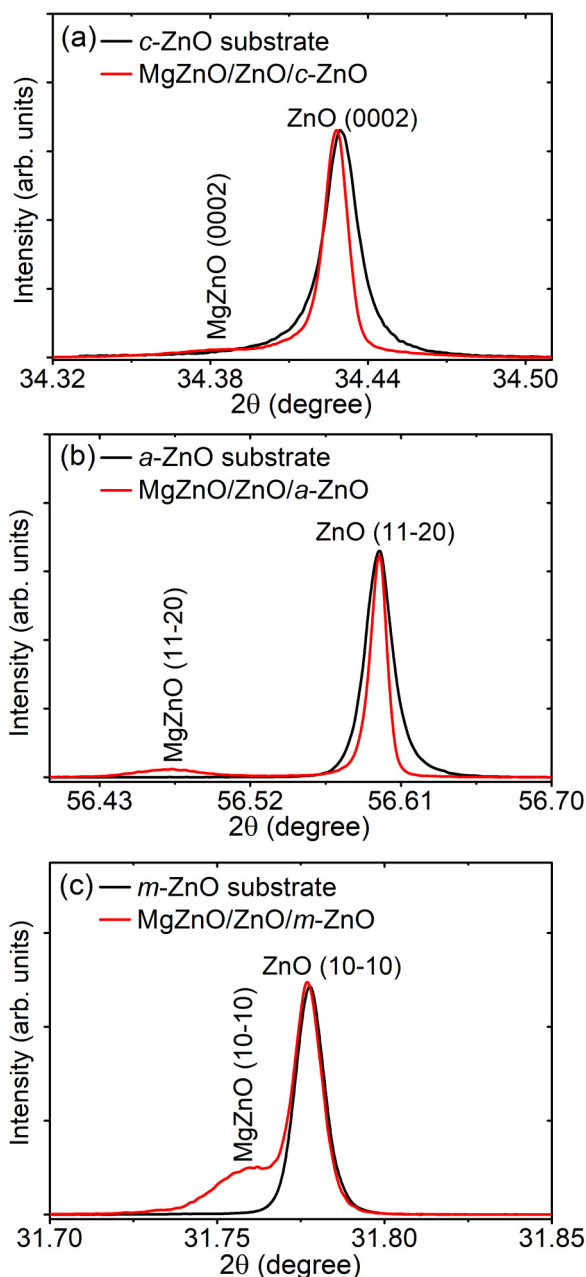 (a)
c-ZnO substrate
MgZnO/ZnO/c-ZnO
ZnO (0002)
MgZnO (0002)
Intensity (arb. units)
34.32 34.38 34.44 34.50
2θ (degree)
(b)
a-ZnO substrate
MgZnO/ZnO/a-ZnO
ZnO (11-20)
MgZnO (11-20)
Intensity (arb. units)
56.43 56.52 56.61 56.70
2θ (degree)
(c)
m-ZnO substrate
MgZnO/ZnO/m-ZnO
ZnO (10-10)
MgZnO (10-10)
Intensity (arb. units)
31.70 31.75 31.80 31.85
2θ (degree)